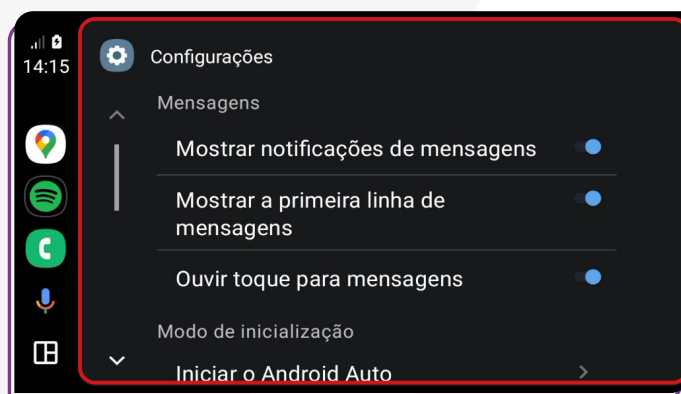 14:15
Configurações
Mensagens
Mostrar notificações de mensagens
Mostrar a primeira linha de
mensagens
Ouvir toque para mensagens
Modo de inicialização
Iniciar o Android Auto